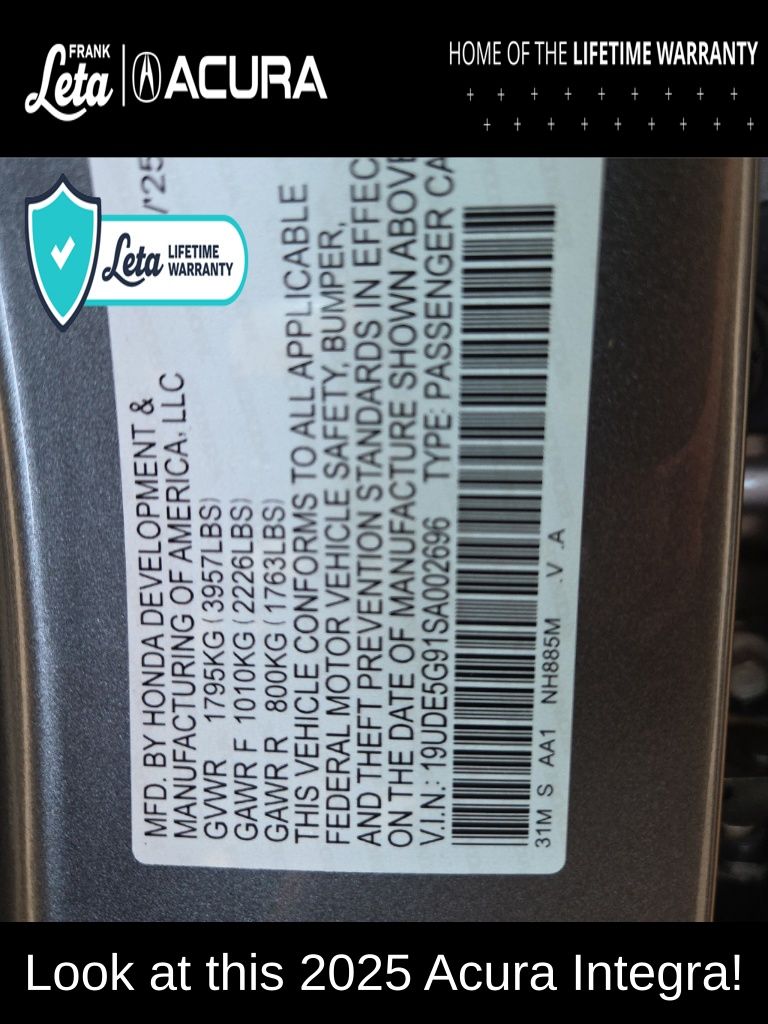 FRANK
Leta
ACURA
HOME OF THE LIFETIME WARRANTY
Leta LIFETIME
WARRANTY
/'25
MFD. BY HONDA DEVELOPMENT &
MANUFACTURING OF AMERICA, LLC
GVWR 1795KG (3957LBS)
GAWR F 1010KG (2226LBS)
GAWR R 800KG (1763LBS)
THIS VEHICLE CONFORMS TO ALL APPLICABLE
FEDERAL MOTOR VEHICLE SAFETY, BUMPER,
AND THEFT PREVENTION STANDARDS IN EFFEC
ON THE DATE OF MANUFACTURE SHOWN ABOVE
V.I.N.: 19UDE5G91SA002696 TYPE: PASSENGER CA
31M S AA1 NH885M .V .A
Look at this 2025 Acura Integra!